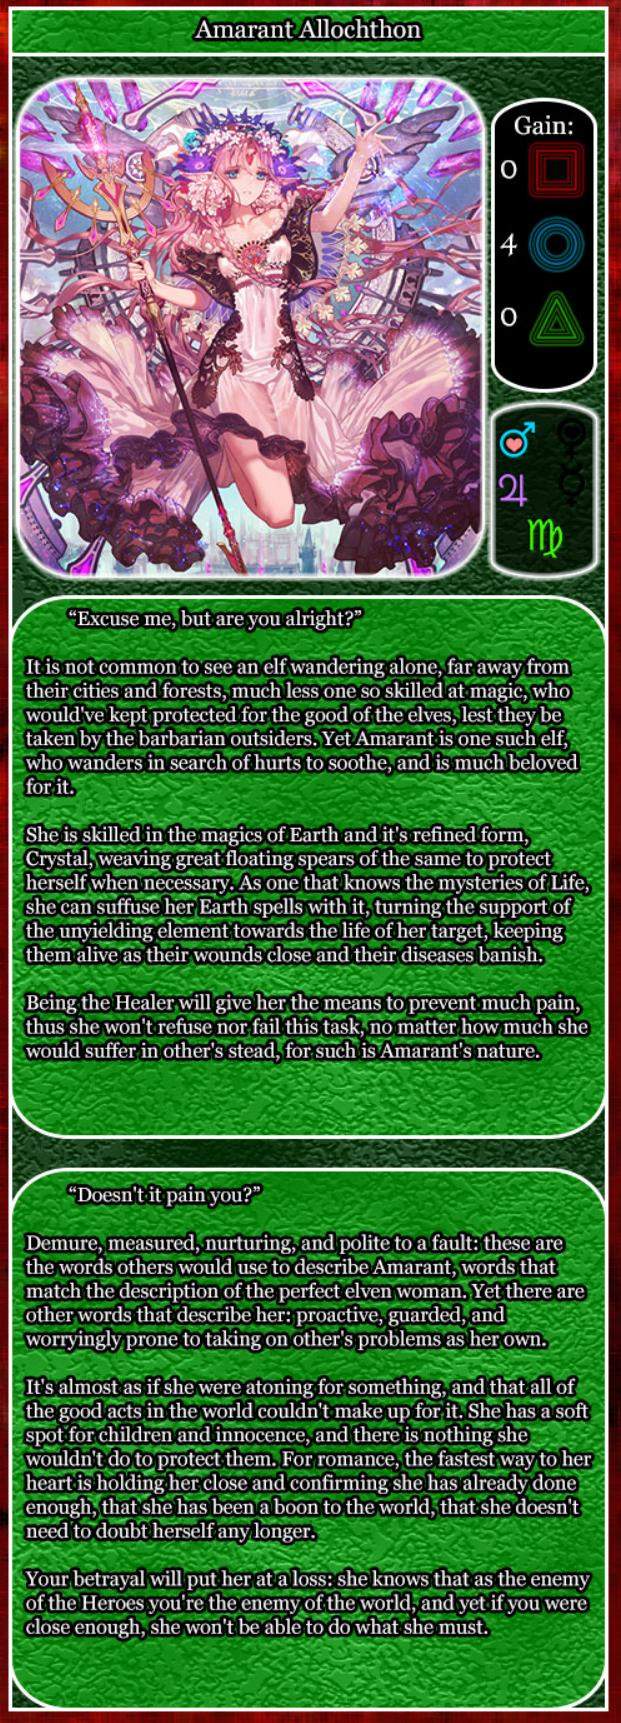 Amarant Allochthon
Gain:
0
4
0
“Excuse me, but are you alright?”
It is not common to see an elf wandering alone, far away from
their cities and forests, much less one so skilled at magic, who
would've kept protected for the good of the elves, lest they be
taken by the barbarian outsiders. Yet Amarant is one such elf,
who wanders in search of hurts to soothe, and is much beloved
for it.
She is skilled in the magics of Earth and it's refined form,
Crystal, weaving great floating spears of the same to protect
herself when necessary. As one that knows the mysteries of Life,
she can suffuse her Earth spells with it, turning the support of
the unyielding element towards the life of her target, keeping
them alive as their wounds close and their diseases banish.
Being the Healer will give her the means to prevent much pain,
thus she won't refuse nor fail this task, no matter how much she
would suffer in other's stead, for such is Amarant's nature.
“Doesn't it pain you?”
Demure, measured, nurturing, and polite to a fault: these are
the words others would use to describe Amarant, words that
match the description of the perfect elven woman. Yet there are
other words that describe her: proactive, guarded, and
worryingly prone to taking on other's problems as her own.
It's almost as if she were atoning for something, and that all of
the good acts in the world couldn't make up for it. She has a soft
spot for children and innocence, and there is nothing she
wouldn't do to protect them. For romance, the fastest way to her
heart is holding her close and confirming she has already done
enough, that she has been a boon to the world, that she doesn't
need to doubt herself any longer.
Your betrayal will put her at a loss: she knows that as the enemy
of the Heroes you're the enemy of the world, and yet if you were
close enough, she won't be able to do what she must.